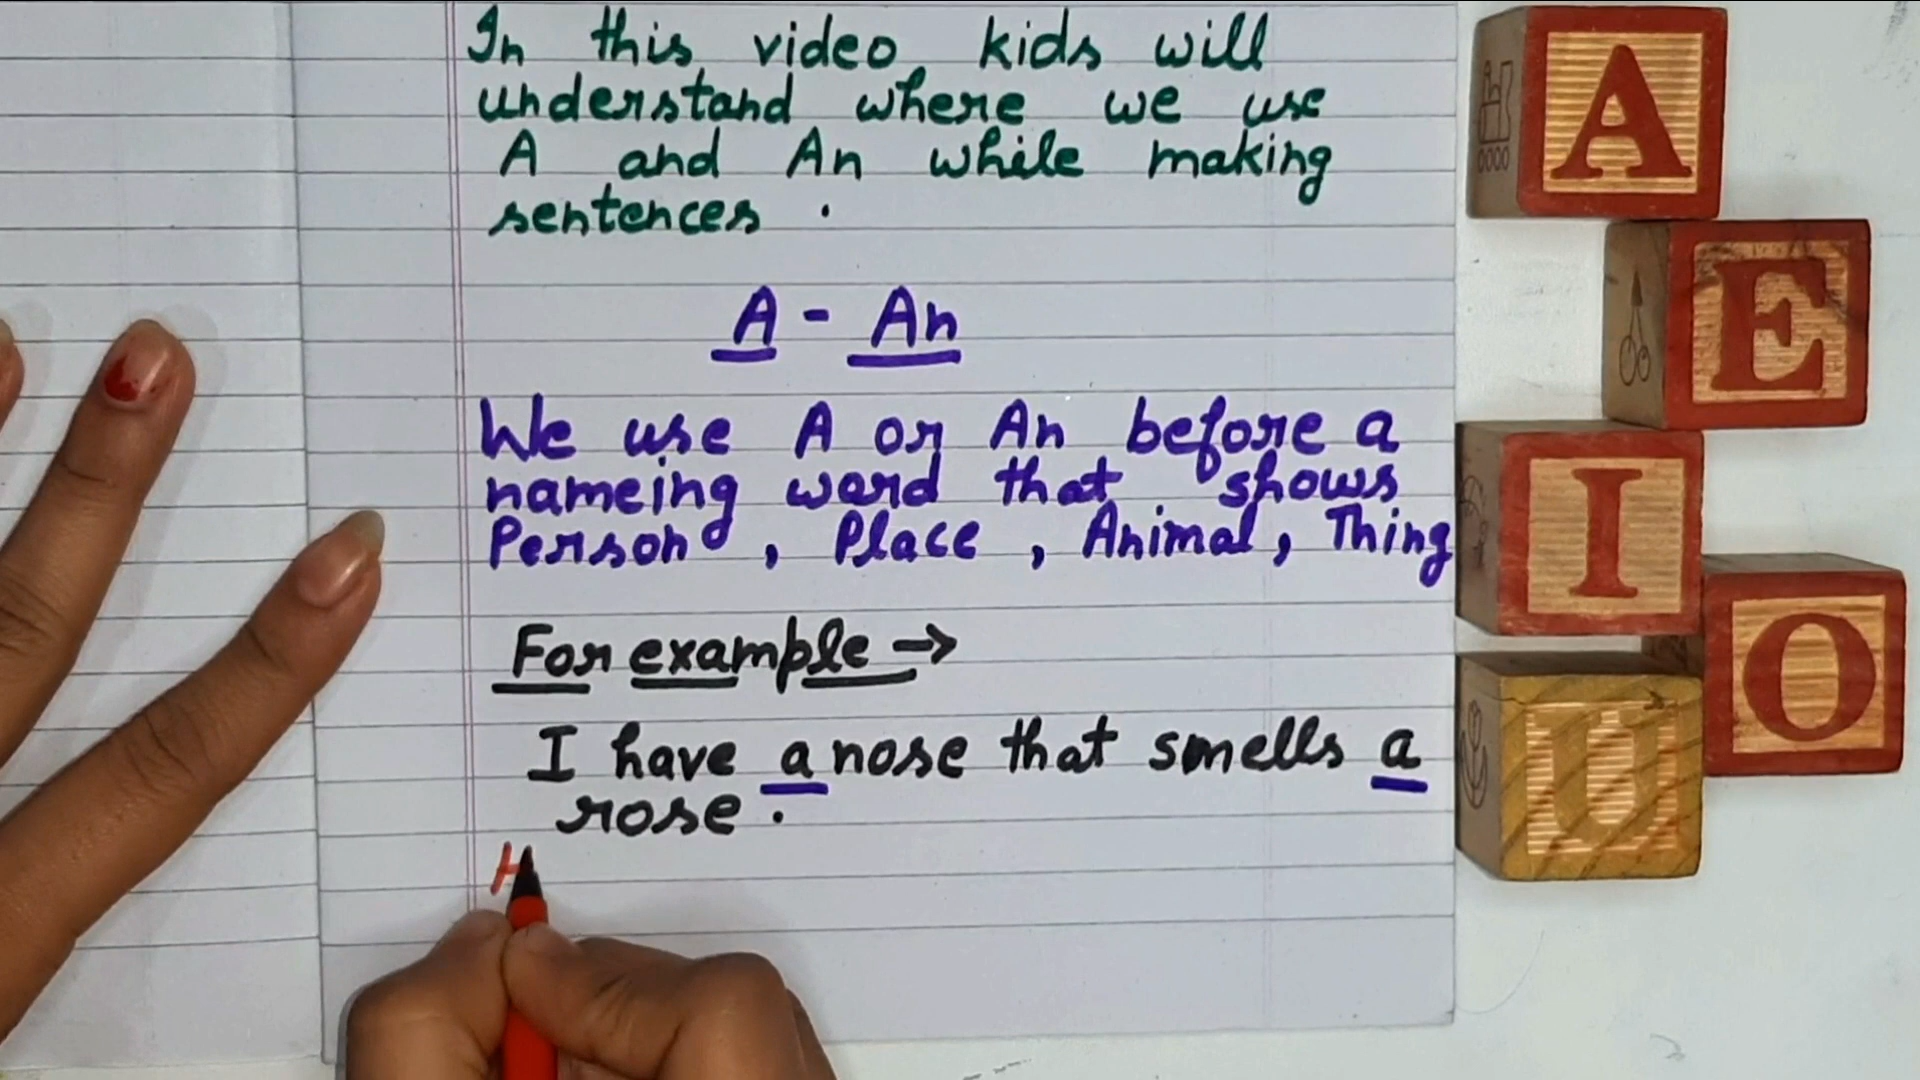 In this video kids will
understand where we use
A and An while making
sentences .
A - An
We use A or An before a
nameing word that shows
Person , Place , Animal , Thing
For example →
I have a nose that smells a
rose .
H
A
E
I
O
U